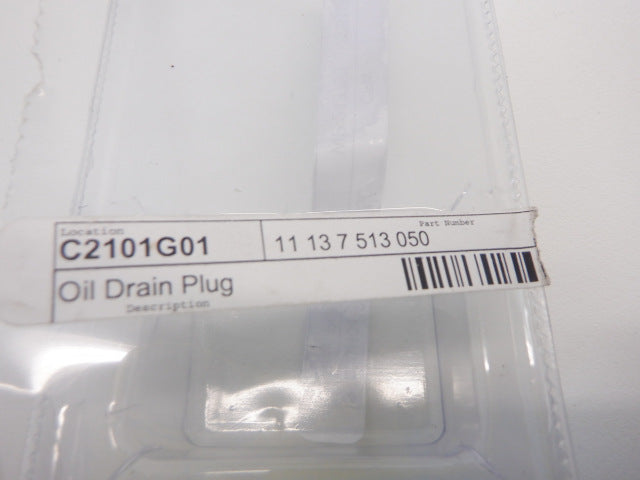 Location
C2101G01
Part Number
11 13 7 513 050
Oil Drain Plug
Description